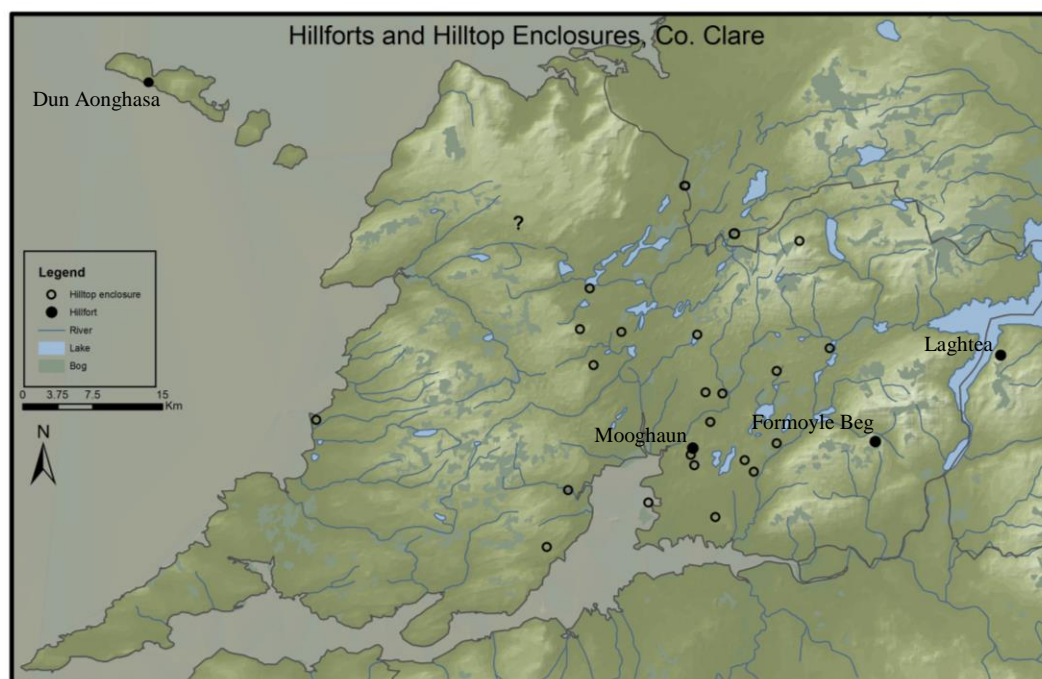 Hillforts and Hilltop Enclosures, Co. Clare
Dun Aonghasa
?
Legend
Hilltop enclosure
Hillfort
River
Lake
Bog
0 3.75 7.5 15
Km
N
Laghtea
Formoyle Beg
Mooghaun